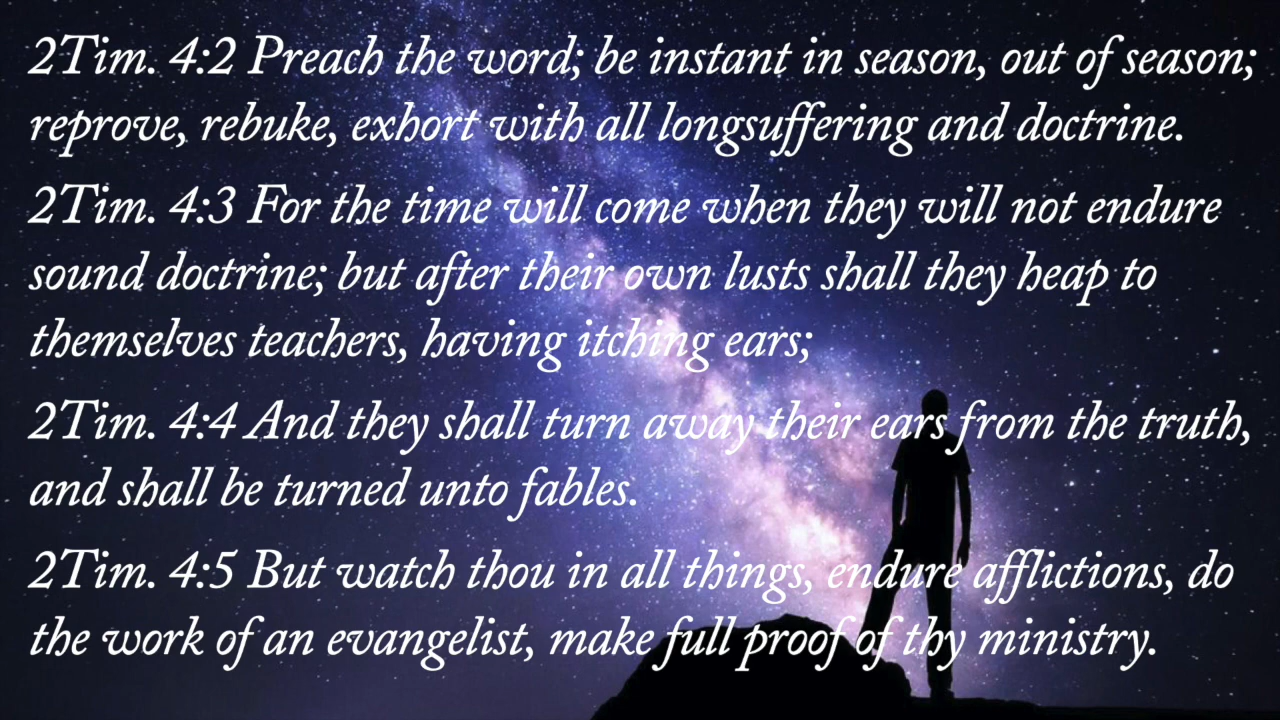 2Tim. 4:2 Preach the word; be instant in season, out of season;
reprove, rebuke, exhort with all longsuffering and doctrine.
2Tim. 4:3 For the time will come when they will not endure
sound doctrine; but after their own lusts shall they heap to
themselves teachers, having itching ears;
2Tim. 4:4 And they shall turn away their ears from the truth,
and shall be turned unto fables.
2Tim. 4:5 But watch thou in all things, endure afflictions, do
the work of an evangelist, make full proof of thy ministry.